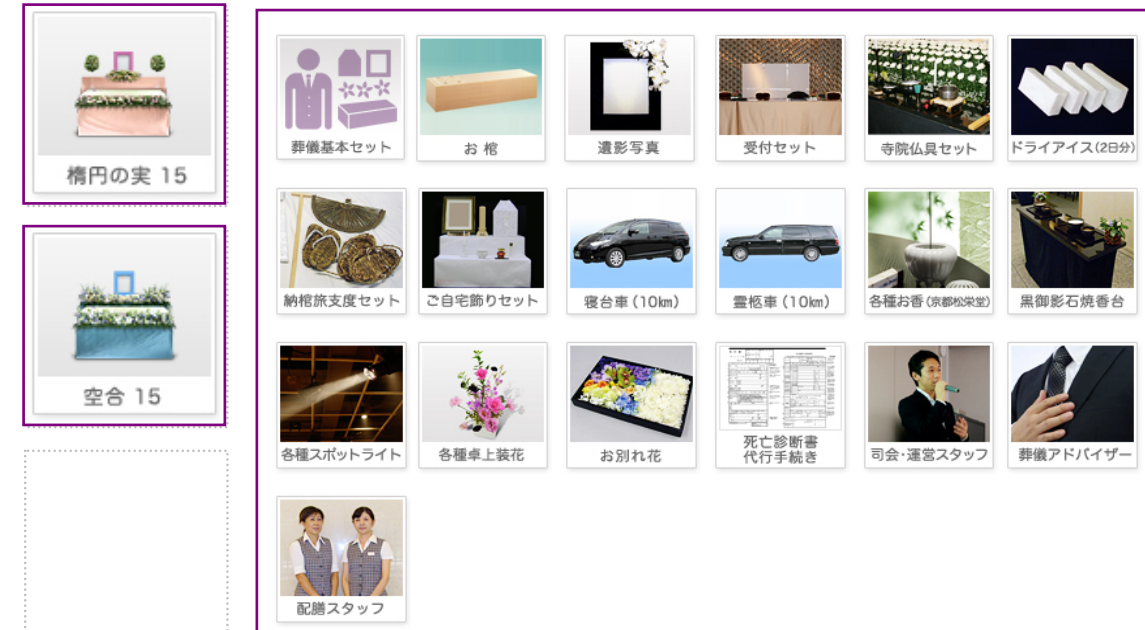 楕円の実 15
空合 15
葬儀基本セット
お 棺
遺影写真
受付セット
寺院仏具セット
ドライアイス(2日分)
納棺旅支度セット
ご自宅飾りセット
寝台車（10km）
霊柩車（10km）
各種お香（京都松栄堂）
黒御影石焼香台
各種スポットライト
各種卓上装花
お別れ花
死亡診断書
代行手続き
司会・運営スタッフ
葬儀アドバイザー
配膳スタッフ